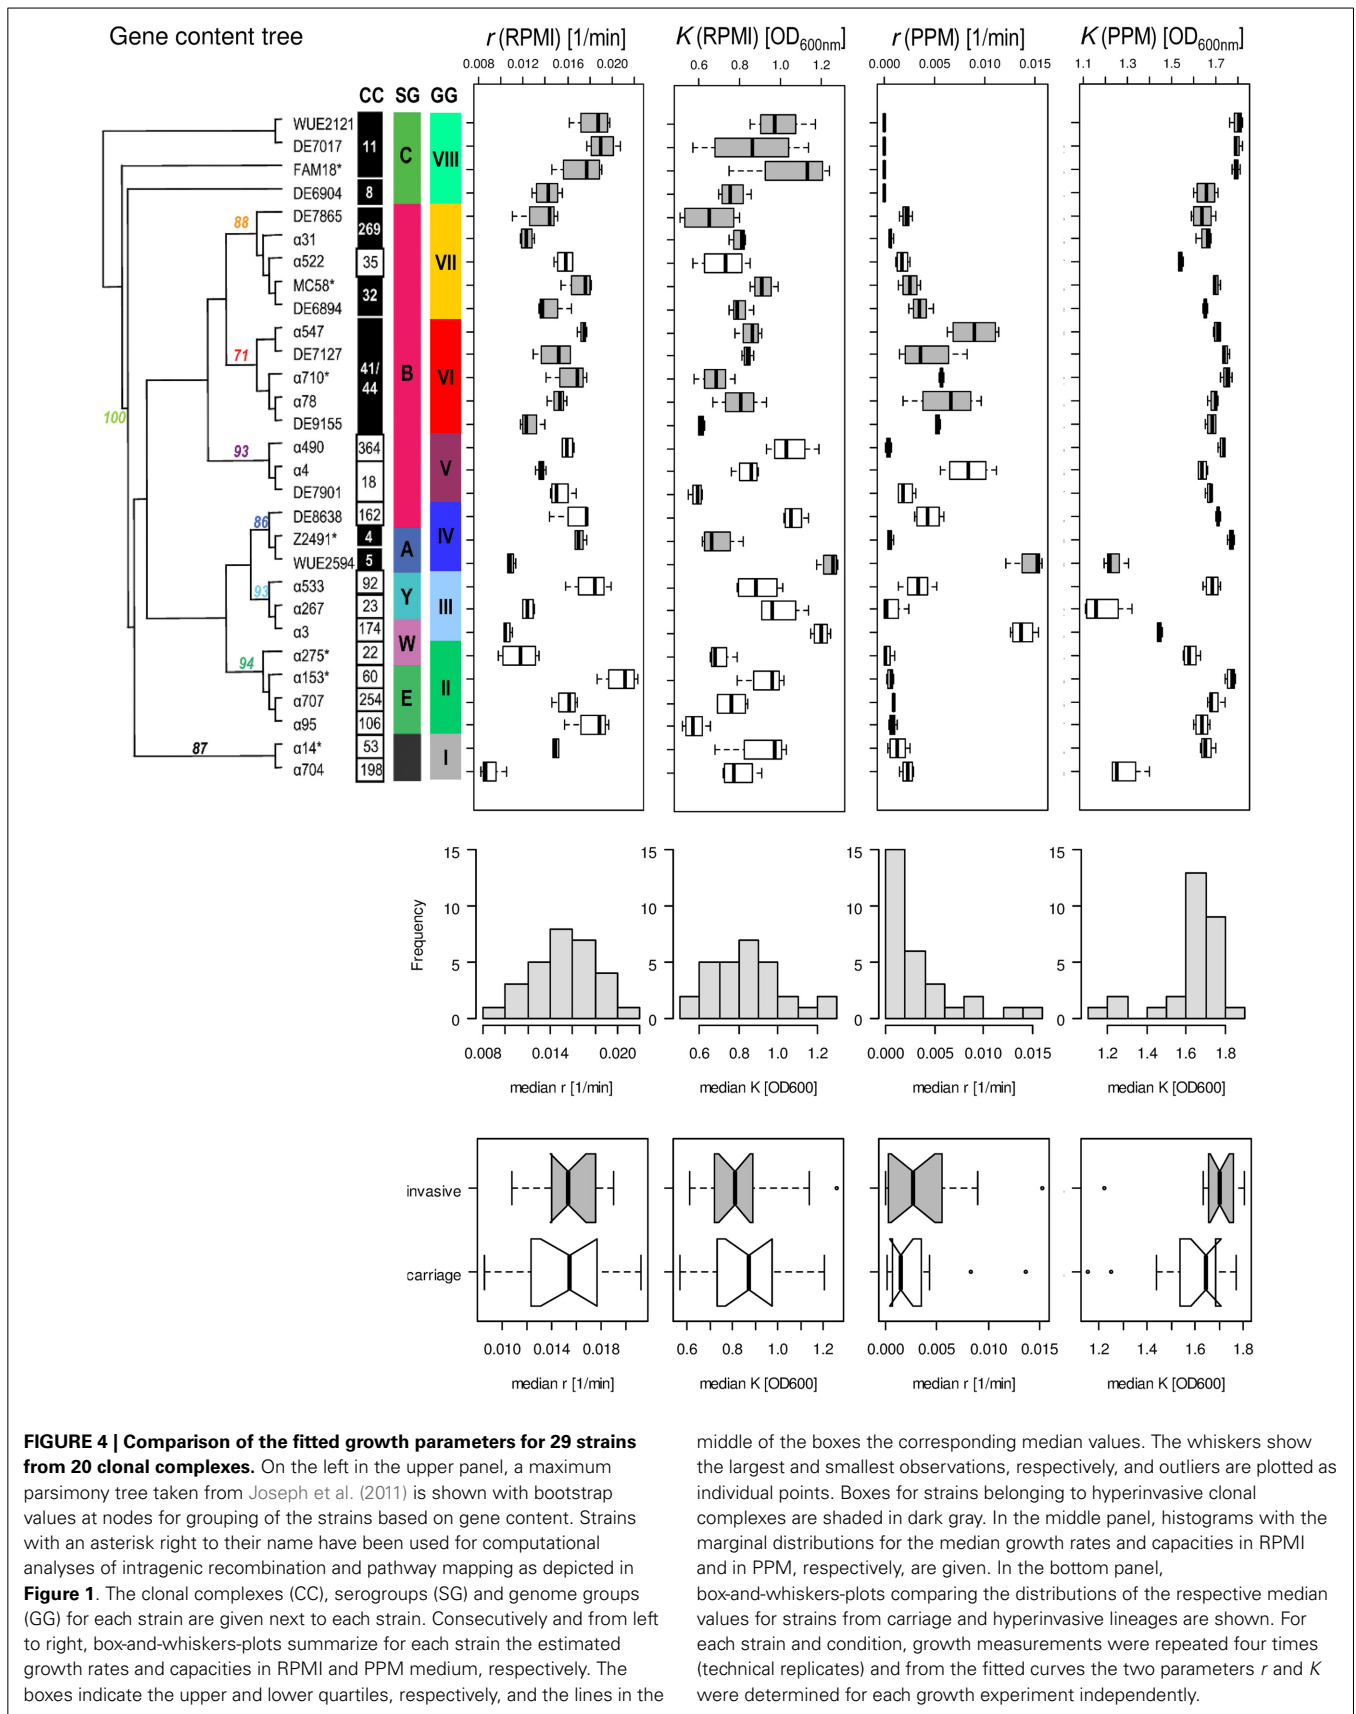 Gene content tree
r (RPMI) [1/min]
K (RPMI) [OD600nm]
r (PPM) [1/min]
K (PPM) [OD600nm]
0.008 0.012 0.016 0.020
0.6 0.8 1.0 1.2
0.000 0.005 0.010 0.015
1.1 1.3 1.5 1.7
CC SG GG
WUE2121
DE7017
FAM18*
DE6904
DE7865
α31
α522
MC58*
DE6894
α547
DE7127
α710*
α78
DE9155
α490
α4
DE7901
DE8638
Z2491*
WUE2594
α533
α267
α3
α275*
α153*
α707
α95
α14*
α704
100
88
71
93
86
93
94
87
11
8
269
35
32
41/
44
364
18
162
4
5
92
23
174
22
60
254
106
53
198
C
B
A
Y
W
E
VIII
VII
VI
V
IV
III
II
I
Frequency
15
10
5
0
0.008 0.014 0.020
median r [1/min]
15
10
5
0
0.6 0.8 1.0 1.2
median K [OD600]
15
10
5
0
0.000 0.005 0.010 0.015
median r [1/min]
15
10
5
0
1.2 1.4 1.6 1.8
median K [OD600]
invasive
carriage
0.010 0.014 0.018
median r [1/min]
0.6 0.8 1.0 1.2
median K [OD600]
0.000 0.005 0.010 0.015
median r [1/min]
1.2 1.4 1.6 1.8
median K [OD600]
FIGURE 4 | Comparison of the fitted growth parameters for 29 strains
from 20 clonal complexes. On the left in the upper panel, a maximum
parsimony tree taken from Joseph et al. (2011) is shown with bootstrap
values at nodes for grouping of the strains based on gene content. Strains
with an asterisk right to their name have been used for computational
analyses of intragenic recombination and pathway mapping as depicted in
Figure 1. The clonal complexes (CC), serogroups (SG) and genome groups
(GG) for each strain are given next to each strain. Consecutively and from left
to right, box-and-whiskers-plots summarize for each strain the estimated
growth rates and capacities in RPMI and PPM medium, respectively. The
boxes indicate the upper and lower quartiles, respectively, and the lines in the
middle of the boxes the corresponding median values. The whiskers show
the largest and smallest observations, respectively, and outliers are plotted as
individual points. Boxes for strains belonging to hyperinvasive clonal
complexes are shaded in dark gray. In the middle panel, histograms with the
marginal distributions for the median growth rates and capacities in RPMI
and in PPM, respectively, are given. In the bottom panel,
box-and-whiskers-plots comparing the distributions of the respective median
values for strains from carriage and hyperinvasive lineages are shown. For
each strain and condition, growth measurements were repeated four times
(technical replicates) and from the fitted curves the two parameters r and K
were determined for each growth experiment independently.